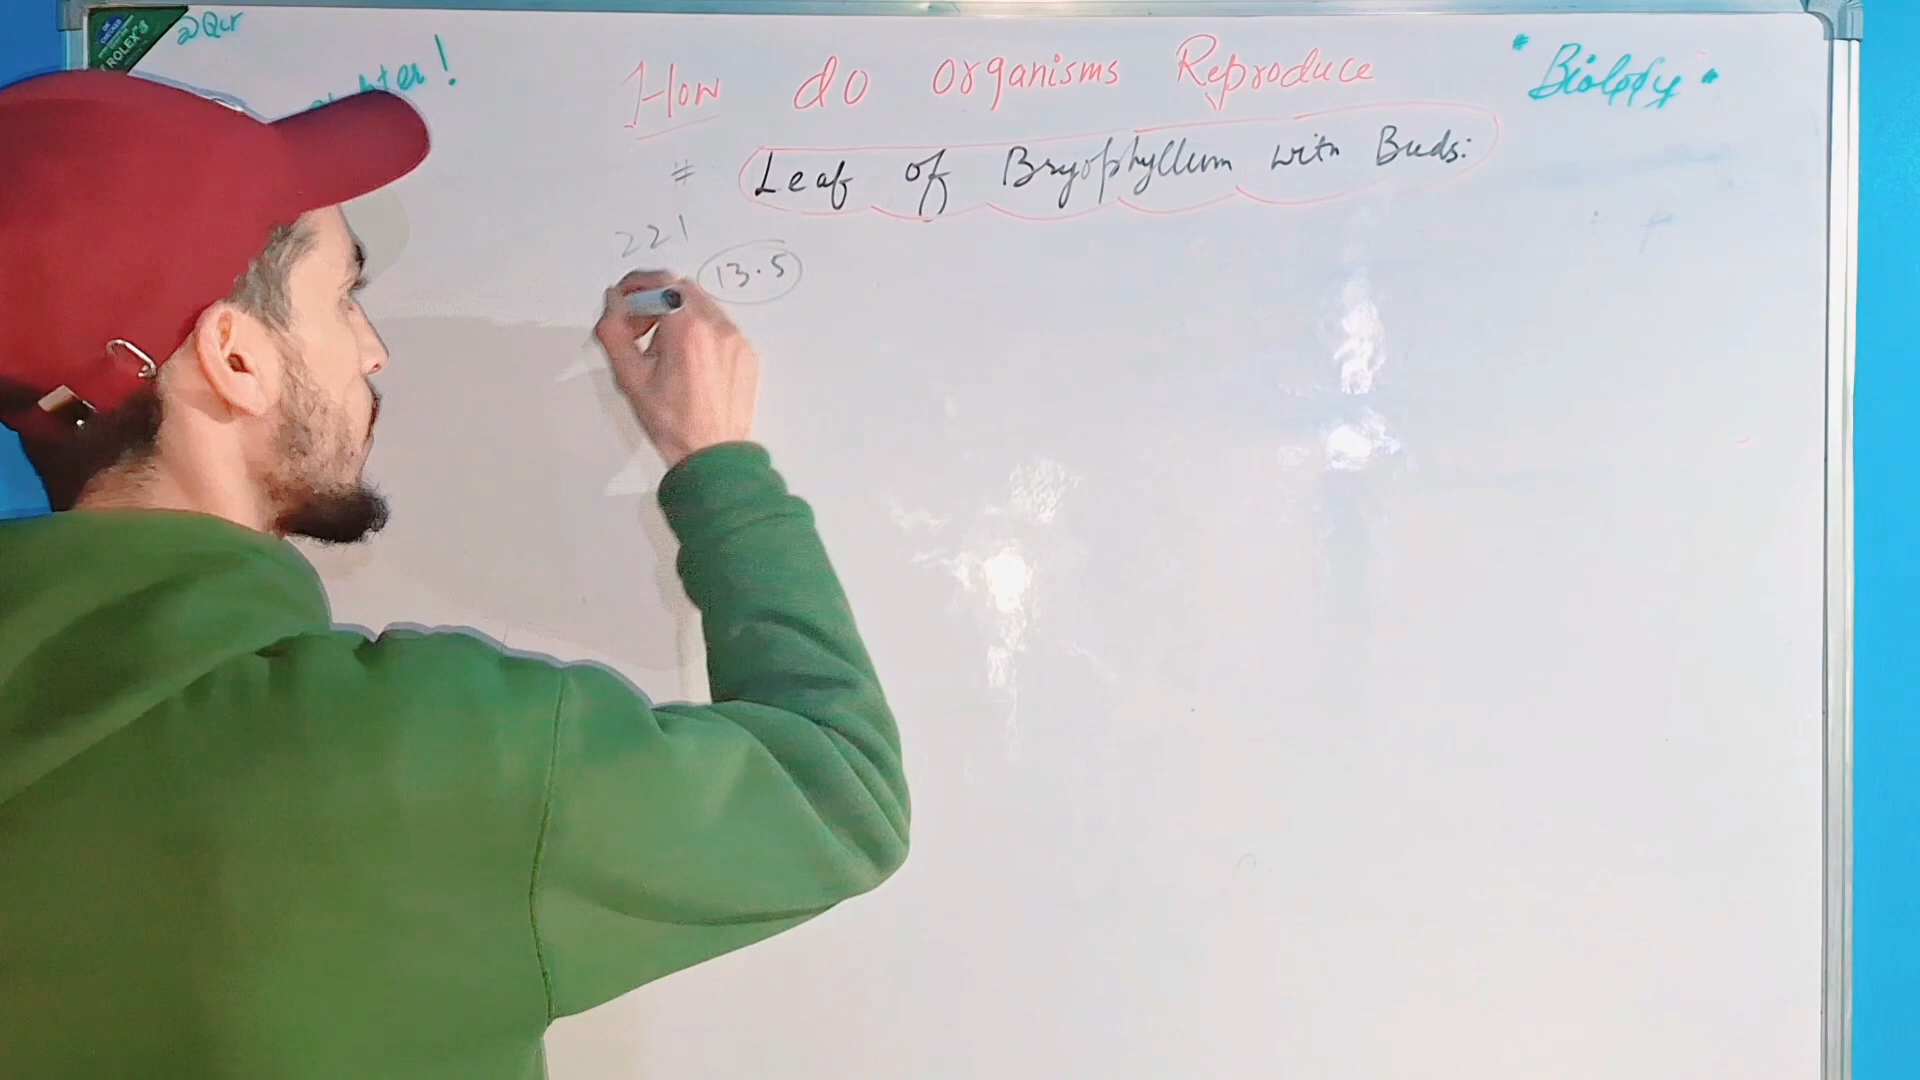 ROLEX
How do organisms Reproduce
"Biology"
# Leaf of Bryophyllum with Buds:
221
13.5